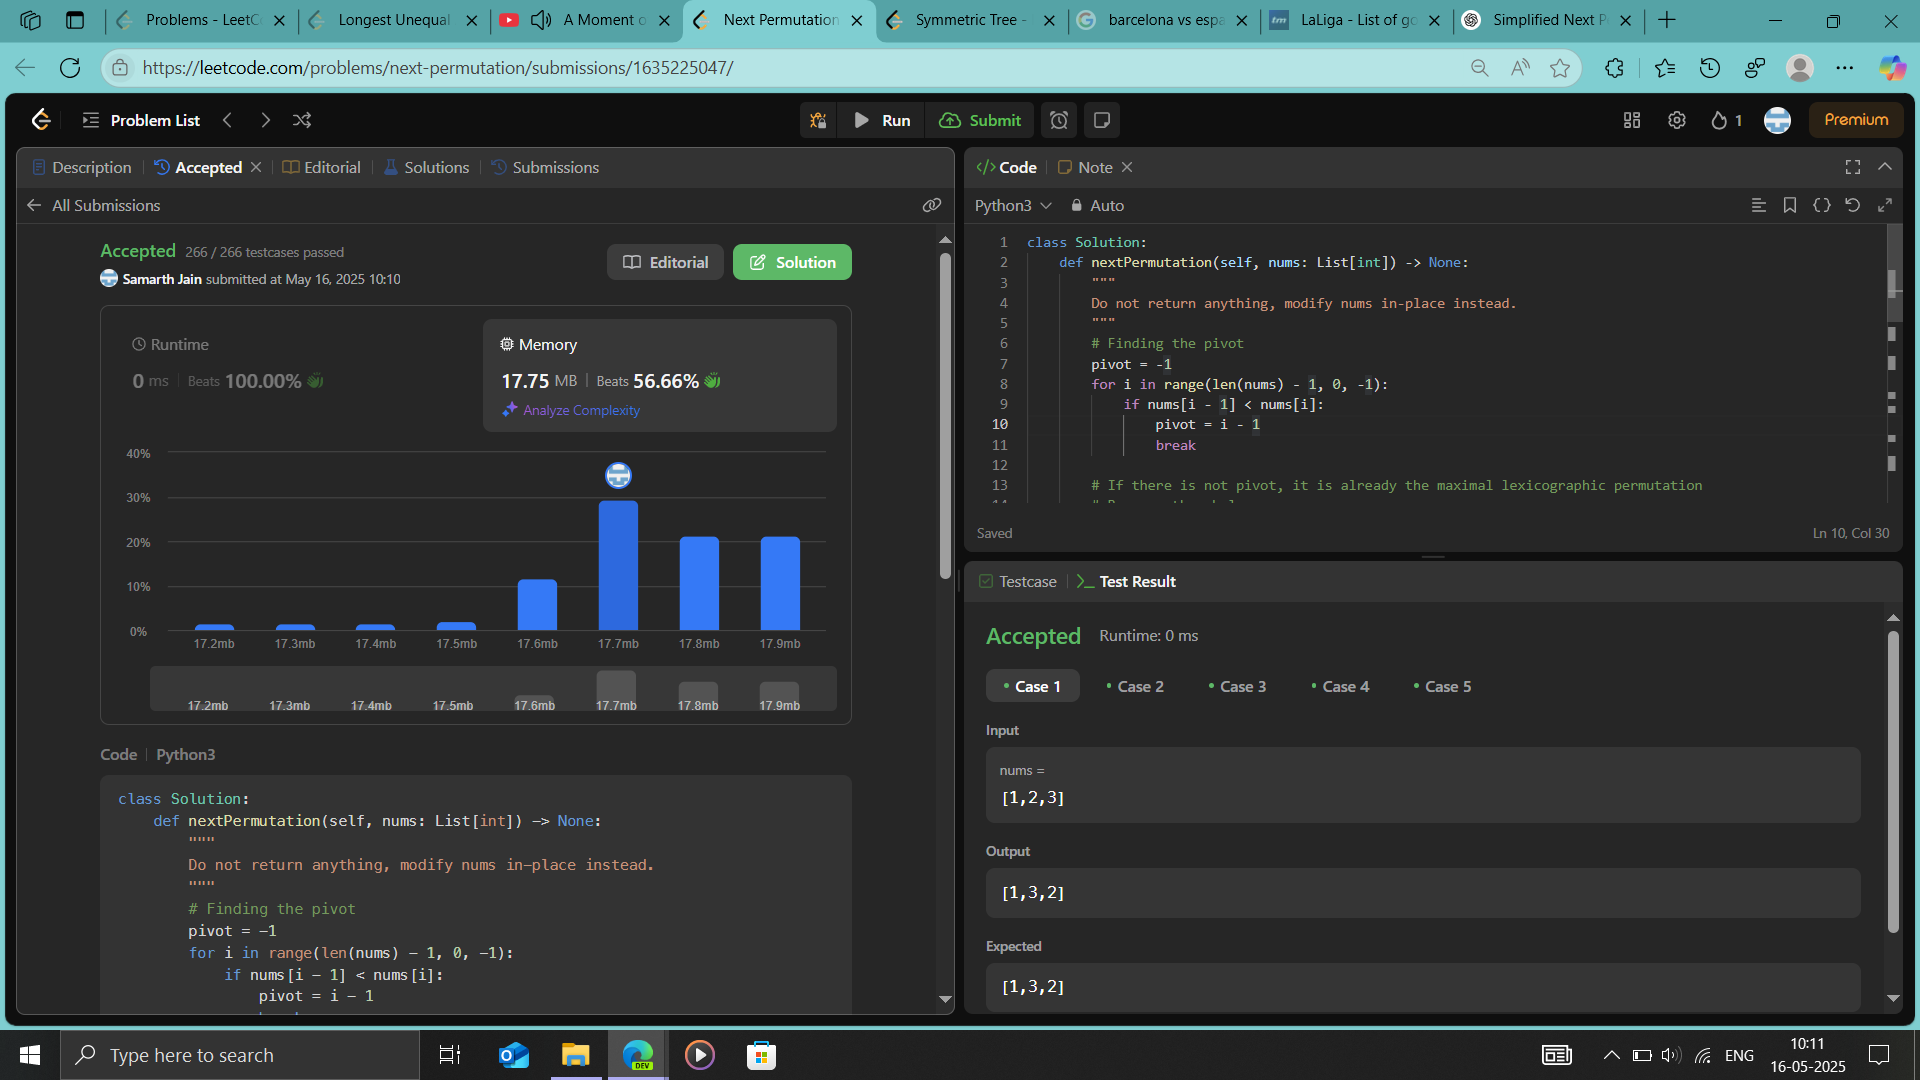 Problems - LeetC
Longest Unequal
A Moment o
Next Permutation
Symmetric Tree -
barcelona vs espa
LaLiga - List of go
Simplified Next P
https://leetcode.com/problems/next-permutation/submissions/1635225047/
Problem List
Run
Submit
1
Premium
Description
Accepted
Editorial
Solutions
Submissions
All Submissions
Accepted 266 / 266 testcases passed
Samarth Jain submitted at May 16, 2025 10:10
Editorial
Solution
Runtime
0 ms Beats 100.00%
Memory
17.75 MB Beats 56.66%
Analyze Complexity
40%
30%
20%
10%
0%
17.2mb 17.3mb 17.4mb 17.5mb 17.6mb 17.7mb 17.8mb 17.9mb
17.2mb 17.3mb 17.4mb 17.5mb 17.6mb 17.7mb 17.8mb 17.9mb
Code Python3
class Solution:
def nextPermutation(self, nums: List[int]) -> None:
"""
Do not return anything, modify nums in-place instead.
"""
# Finding the pivot
pivot = -1
for i in range(len(nums) - 1, 0, -1):
if nums[i - 1] < nums[i]:
pivot = i - 1
</> Code
Note
Python3
Auto
1 class Solution:
2 def nextPermutation(self, nums: List[int]) -> None:
3 """
4 Do not return anything, modify nums in-place instead.
5 """
6 # Finding the pivot
7 pivot = -1
8 for i in range(len(nums) - 1, 0, -1):
9 if nums[i - 1] < nums[i]:
10 pivot = i - 1
11 break
12
13 # If there is not pivot, it is already the maximal lexicographic permutation
Saved
Ln 10, Col 30
Testcase
Test Result
Accepted Runtime: 0 ms
Case 1
Case 2
Case 3
Case 4
Case 5
Input
nums =
[1,2,3]
Output
[1,3,2]
Expected
[1,3,2]
Type here to search
DEV
ENG
10:11
16-05-2025